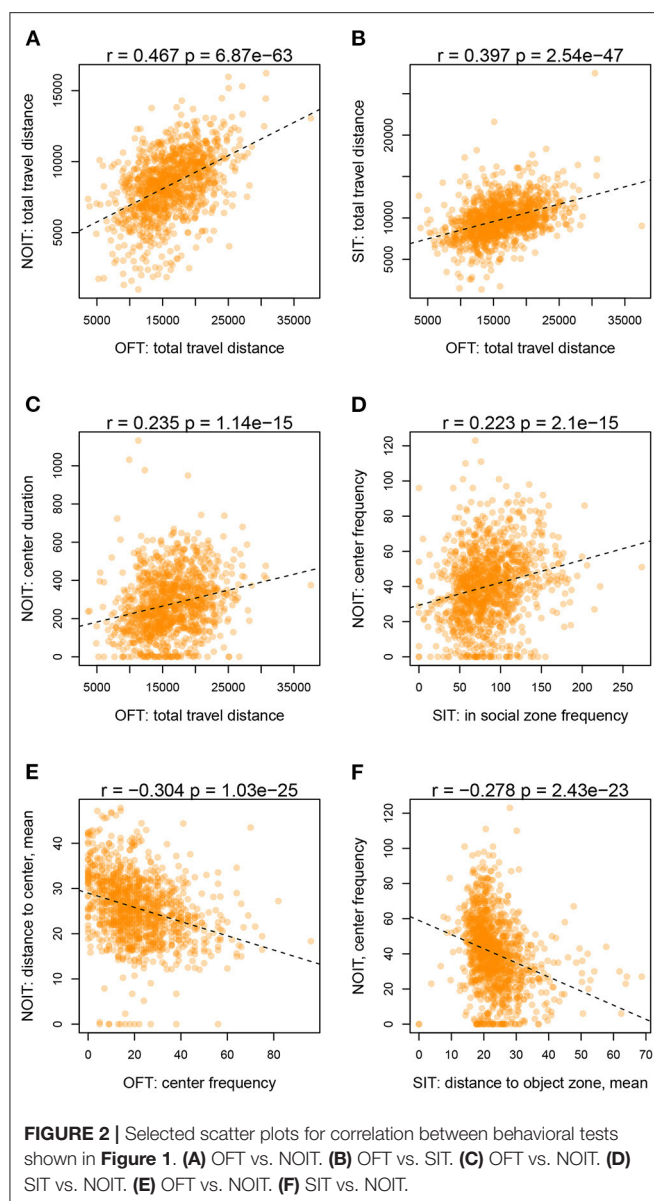 A
r = 0.467 p = 6.87e−63
NOIT: total travel distance
5000 10000 15000
5000 15000 25000 35000
OFT: total travel distance
B
r = 0.397 p = 2.54e−47
SIT: total travel distance
5000 10000 20000
5000 15000 25000 35000
OFT: total travel distance
C
r = 0.235 p = 1.14e−15
NOIT: center duration
0 200 400 600 800 1000
5000 15000 25000 35000
OFT: total travel distance
D
r = 0.223 p = 2.1e−15
NOIT: center frequency
0 20 40 60 80 100 120
0 50 100 150 200 250
SIT: in social zone frequency
E
r = −0.304 p = 1.03e−25
NOIT: distance to center, mean
0 10 20 30 40
0 20 40 60 80
OFT: center frequency
F
r = −0.278 p = 2.43e−23
NOIT, center frequency
0 20 40 60 80 100 120
0 10 20 30 40 50 60 70
SIT: distance to object zone, mean
FIGURE 2 | Selected scatter plots for correlation between behavioral tests
shown in Figure 1. (A) OFT vs. NOIT. (B) OFT vs. SIT. (C) OFT vs. NOIT. (D)
SIT vs. NOIT. (E) OFT vs. NOIT. (F) SIT vs. NOIT.